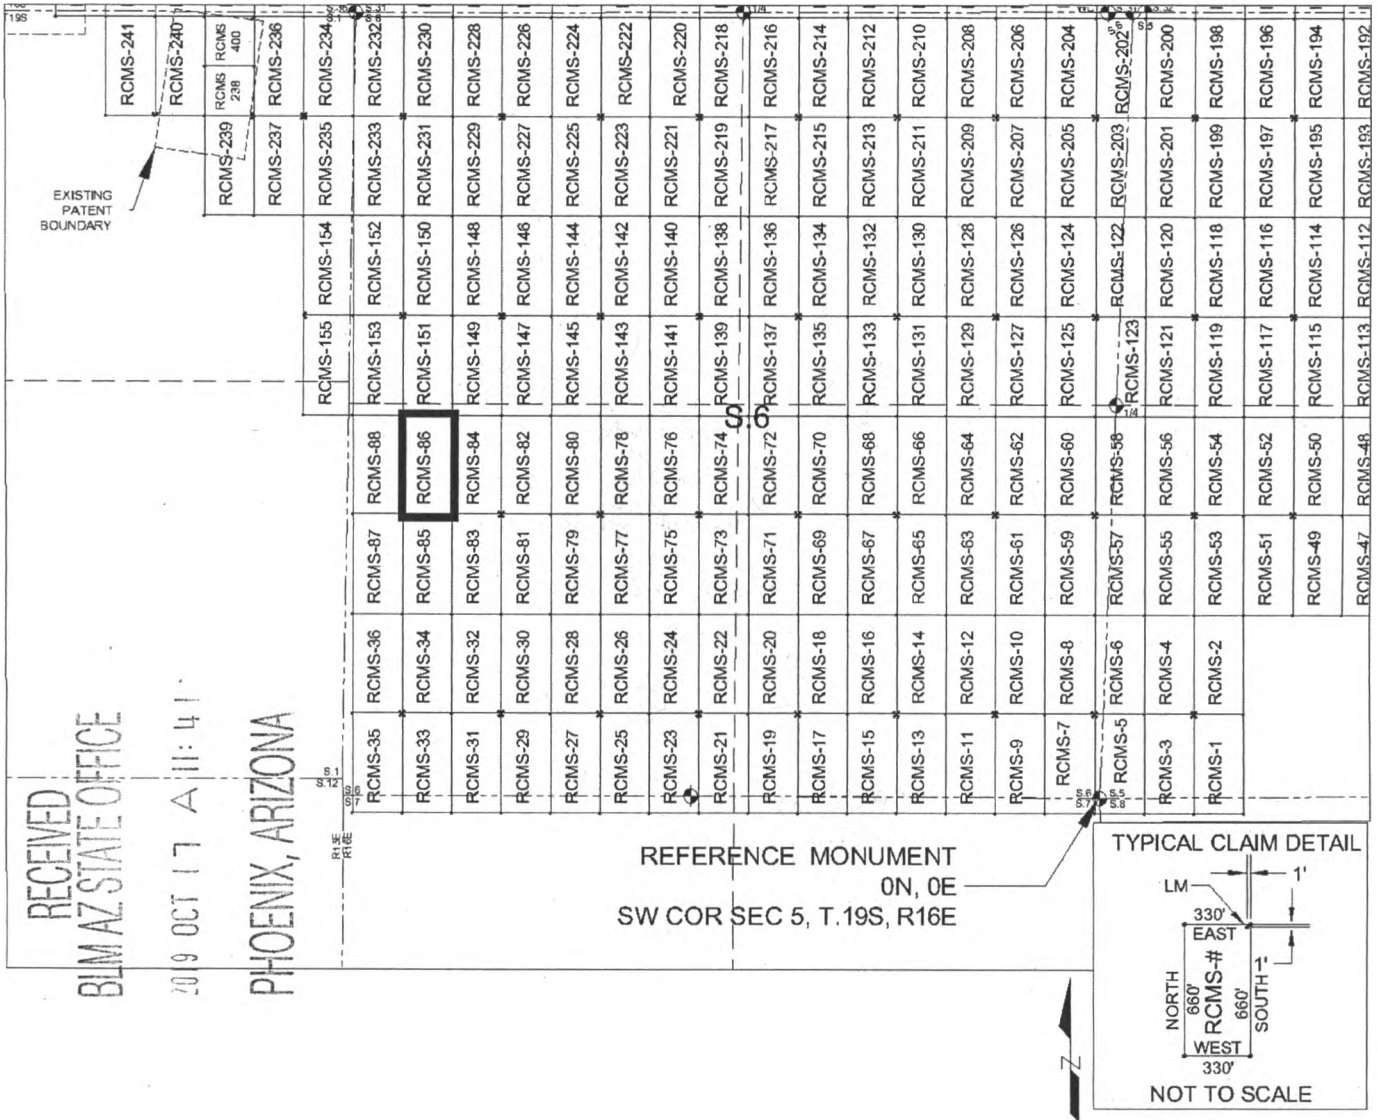 T19S
S.1 S.6
1/4
S.6 S.5
RCMS-241 RCMS-240 RCMS 400 RCMS-236 RCMS-234 RCMS-232 RCMS-230 RCMS-228 RCMS-226 RCMS-224 RCMS-222 RCMS-220 RCMS-218 RCMS-216 RCMS-214 RCMS-212 RCMS-210 RCMS-208 RCMS-206 RCMS-204 RCMS-202 RCMS-200 RCMS-198 RCMS-196 RCMS-194 RCMS-192
RCMS 238
RCMS-239 RCMS-237 RCMS-235 RCMS-233 RCMS-231 RCMS-229 RCMS-227 RCMS-225 RCMS-223 RCMS-221 RCMS-219 RCMS-217 RCMS-215 RCMS-213 RCMS-211 RCMS-209 RCMS-207 RCMS-205 RCMS-203 RCMS-201 RCMS-199 RCMS-197 RCMS-195 RCMS-193
EXISTING
PATENT
BOUNDARY
RCMS-154 RCMS-152 RCMS-150 RCMS-148 RCMS-146 RCMS-144 RCMS-142 RCMS-140 RCMS-138 RCMS-136 RCMS-134 RCMS-132 RCMS-130 RCMS-128 RCMS-126 RCMS-124 RCMS-122 RCMS-120 RCMS-118 RCMS-116 RCMS-114 RCMS-112
RCMS-155 RCMS-153 RCMS-151 RCMS-149 RCMS-147 RCMS-145 RCMS-143 RCMS-141 RCMS-139 RCMS-137 RCMS-135 RCMS-133 RCMS-131 RCMS-129 RCMS-127 RCMS-125 RCMS-123 RCMS-121 RCMS-119 RCMS-117 RCMS-115 RCMS-113
S.6
1/4
RCMS-88 RCMS-86 RCMS-84 RCMS-82 RCMS-80 RCMS-78 RCMS-76 RCMS-74 RCMS-72 RCMS-70 RCMS-68 RCMS-66 RCMS-64 RCMS-62 RCMS-60 RCMS-58 RCMS-56 RCMS-54 RCMS-52 RCMS-50 RCMS-48
RCMS-87 RCMS-85 RCMS-83 RCMS-81 RCMS-79 RCMS-77 RCMS-75 RCMS-73 RCMS-71 RCMS-69 RCMS-67 RCMS-65 RCMS-63 RCMS-61 RCMS-59 RCMS-57 RCMS-55 RCMS-53 RCMS-51 RCMS-49 RCMS-47
RCMS-36 RCMS-34 RCMS-32 RCMS-30 RCMS-28 RCMS-26 RCMS-24 RCMS-22 RCMS-20 RCMS-18 RCMS-16 RCMS-14 RCMS-12 RCMS-10 RCMS-8 RCMS-6 RCMS-4 RCMS-2
RCMS-35 RCMS-33 RCMS-31 RCMS-29 RCMS-27 RCMS-25 RCMS-23 RCMS-21 RCMS-19 RCMS-17 RCMS-15 RCMS-13 RCMS-11 RCMS-9 RCMS-7 RCMS-5 RCMS-3 RCMS-1
S.1
S.12
S.6
S.7
S.6 S.5
S.7 S.8
RECEIVED
BLM AZ STATE OFFICE
2019 OCT 17 A 11:41
PHOENIX, ARIZONA
REFERENCE MONUMENT
0N, 0E
SW COR SEC 5, T.19S, R16E
N
TYPICAL CLAIM DETAIL
1'
LM
330'
EAST
1'
NORTH
660'
RCMS-#
660'
SOUTH
WEST
330'
NOT TO SCALE